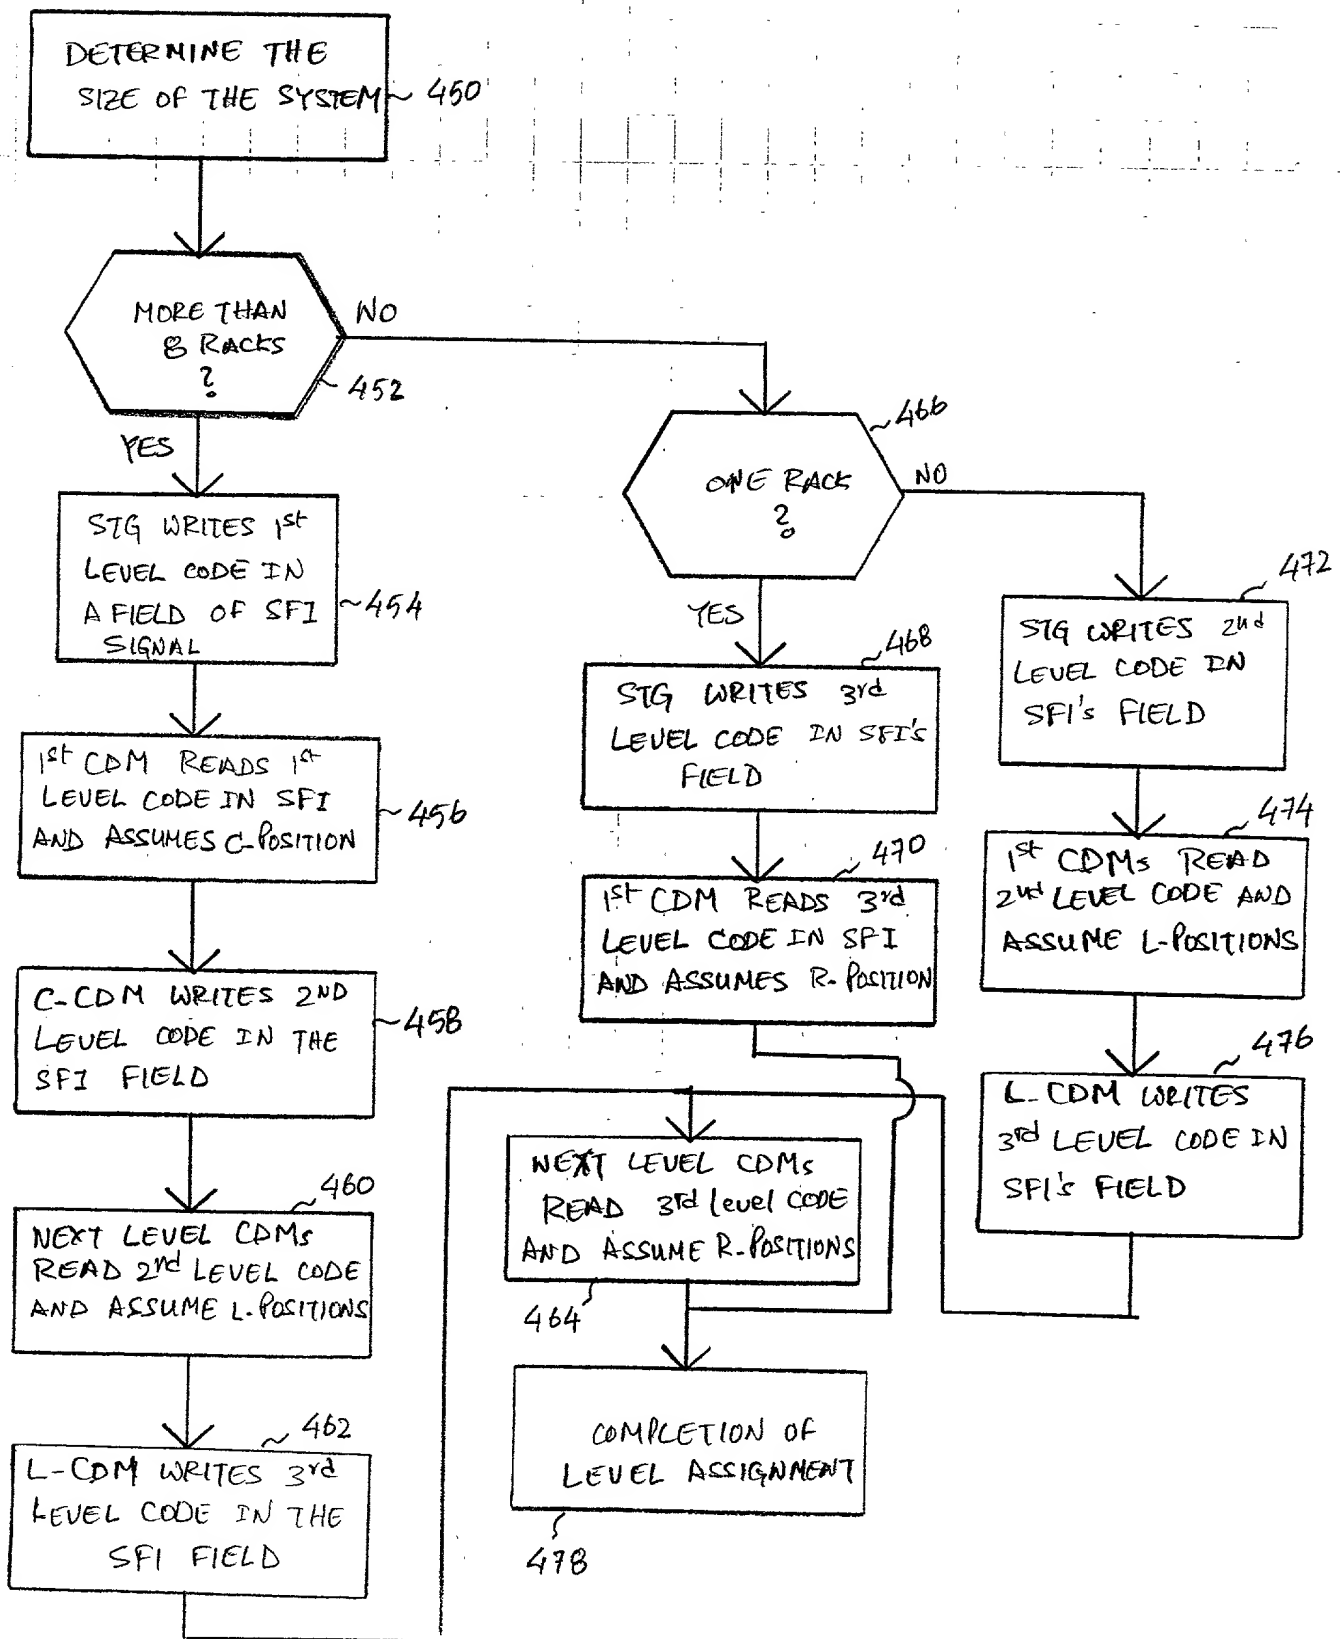 DETERMINE THE
SIZE OF THE SYSTEM
450
MORE THAN
8 RACKS
?
452
NO
YES
STG WRITES 1st
LEVEL CODE IN
A FIELD OF SFI
SIGNAL
454
1st CDM READS 1st
LEVEL CODE IN SFI
AND ASSUMES C-POSITION
456
C-CDM WRITES 2ND
LEVEL CODE IN THE
SFI FIELD
458
460
NEXT LEVEL CDMs
READ 2nd LEVEL CODE
AND ASSUME L-POSITIONS
462
L-CDM WRITES 3rd
LEVEL CODE IN THE
SFI FIELD
466
ONE RACK
?
NO
YES
468
STG WRITES 3rd
LEVEL CODE IN SFI's
FIELD
470
1st CDM READS 3rd
LEVEL CODE IN SFI
AND ASSUMES R-POSITION
472
STG WRITES 2nd
LEVEL CODE IN
SFI's FIELD
474
1st CDMs READ
2nd LEVEL CODE AND
ASSUME L-POSITIONS
476
L-CDM WRITES
3rd LEVEL CODE IN
SFI's FIELD
NEXT LEVEL CDMs
READ 3rd level CODE
AND ASSUME R-POSITIONS
464
COMPLETION OF
LEVEL ASSIGNMENT
478